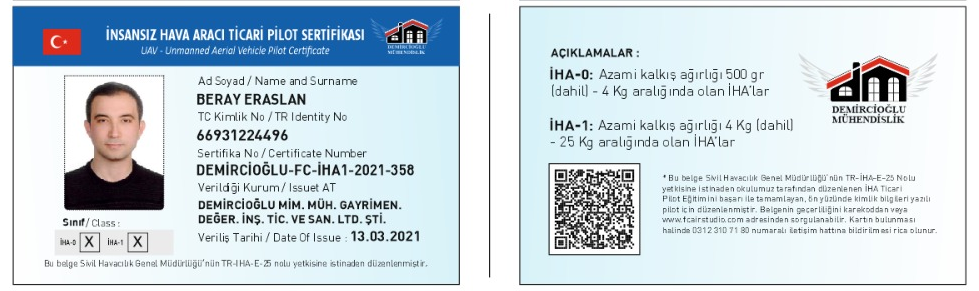 İNSANSIZ HAVA ARACI TİCARİ PİLOT SERTİFİKASI
UAV - Unmanned Aerial Vehicle Pilot Certificate
DEMİRCİOĞLU
MÜHENDİSLİK
Ad Soyad / Name and Surname
BERAY ERASLAN
TC Kimlik No / TR Identity No
66931224496
Sertifika No / Certificate Number
DEMİRCİOĞLU-FC-İHA1-2021-358
Verildiği Kurum / Issuet AT
DEMİRCİOĞLU MİM. MÜH. GAYRİMEN.
DEĞER. İNŞ. TİC. VE SAN. LTD. ŞTİ.
Veriliş Tarihi / Date Of Issue : 13.03.2021
Sınıf / Class :
İHA-0 X İHA-1 X
Bu belge Sivil Havacılık Genel Müdürlüğü'nün TR-IHA-E-25 nolu yetkisine istinaden düzenlenmiştir.
AÇIKLAMALAR :
İHA-0: Azami kalkış ağırlığı 500 gr
(dahil) - 4 Kg aralığında olan İHA'lar
İHA-1: Azami kalkış ağırlığı 4 Kg (dahil)
- 25 Kg aralığında olan İHA'lar
dm
DEMİRCİOĞLU
MÜHENDİSLİK
* Bu belge Sivil Havacılık Genel Müdürlüğü'nün TR-İHA-E-25 Nolu
yetkisine istinaden okulumuz tarafından düzenlenen İHA Ticari
Pilot Eğitimini başarı ile tamamlayan, ön yüzünde kimlik bilgileri yazılı
pilot için düzenlenmiştir. Belgenin geçerliliğini karekoddan veya
www.fcairstudio.com adresinden sorgulanabilir. Kartın bulunması
halinde 0312 310 71 80 numaralı iletişim hattına bildirilmesi rica olunur.